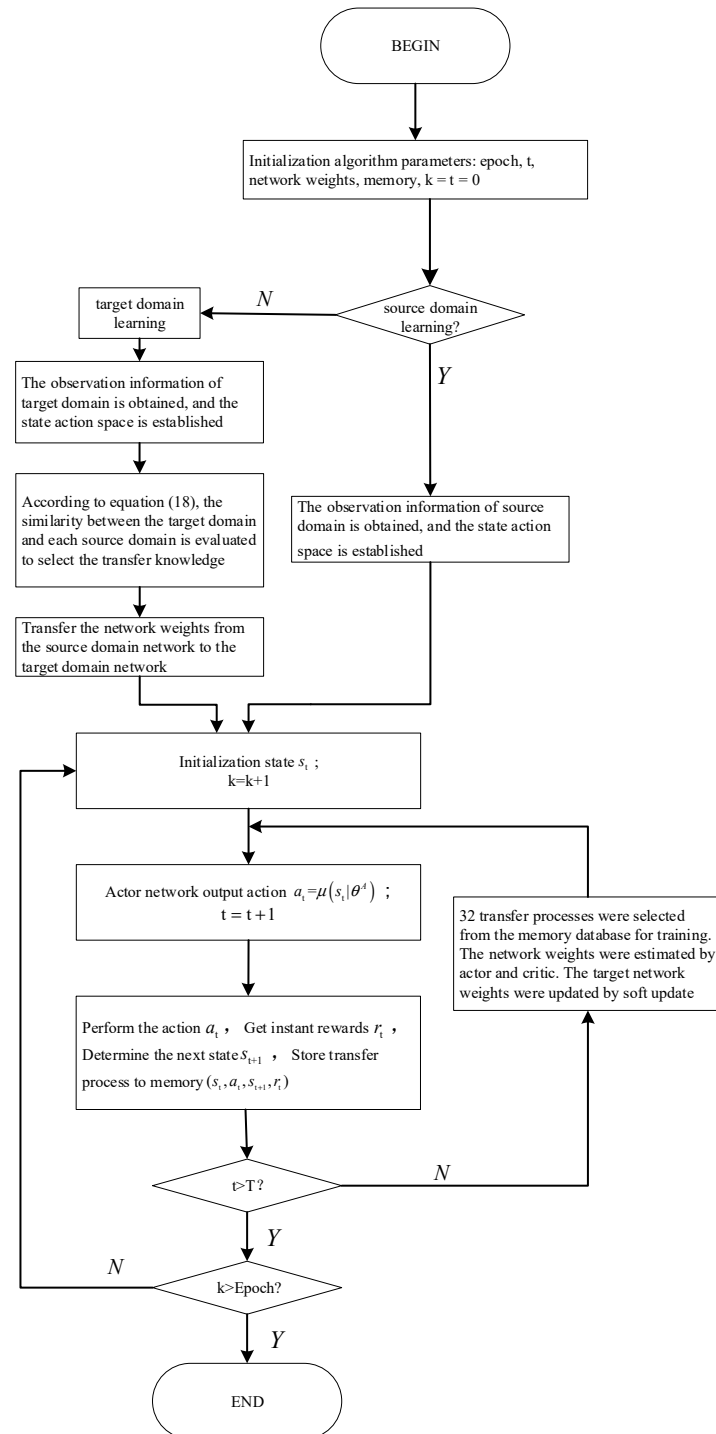 BEGIN
Initialization algorithm parameters: epoch, t,
network weights, memory, k = t = 0
source domain
learning?
N
Y
target domain
learning
The observation information of
target domain is obtained, and the
state action space is established
According to equation (18), the
similarity between the target domain
and each source domain is evaluated
to select the transfer knowledge
Transfer the network weights from
the source domain network to the
target domain network
The observation information of source
domain is obtained, and the state action
space is established
Initialization state s_t ;
k=k+1
Actor network output action a_t=μ(s_t|θ^A) ;
t = t+1
Perform the action a_t , Get instant rewards r_t ,
Determine the next state s_{t+1} , Store transfer
process to memory (s_t, a_t, s_{t+1}, r_t)
32 transfer processes were selected
from the memory database for training.
The network weights were estimated by
actor and critic. The target network
weights were updated by soft update
t>T?
N
Y
k>Epoch?
N
Y
END